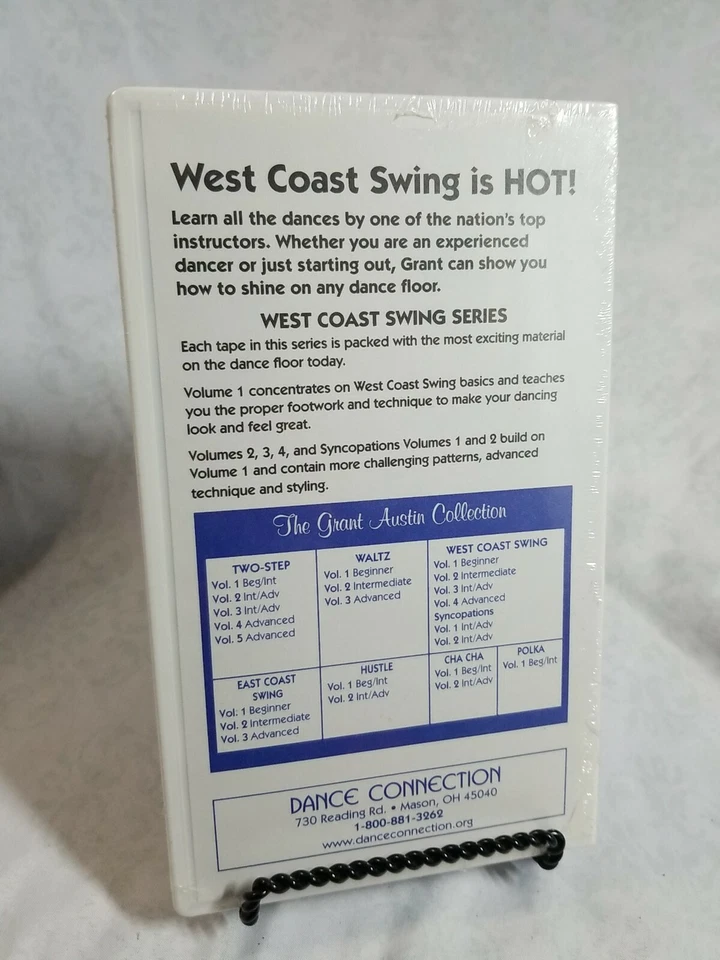 West Coast Swing is HOT!
Learn all the dances by one of the nation's top
instructors. Whether you are an experienced
dancer or just starting out, Grant can show you
how to shine on any dance floor.
WEST COAST SWING SERIES
Each tape in this series is packed with the most exciting material
on the dance floor today.
Volume 1 concentrates on West Coast Swing basics and teaches
you the proper footwork and technique to make your dancing
look and feel great.
Volumes 2, 3, 4, and Syncopations Volumes 1 and 2 build on
Volume 1 and contain more challenging patterns, advanced
technique and styling.
The Grant Austin Collection
TWO-STEP
Vol. 1 Beg/Int
Vol. 2 Int/Adv
Vol. 3 Int/Adv
Vol. 4 Advanced
Vol. 5 Advanced
WALTZ
Vol. 1 Beginner
Vol. 2 Intermediate
Vol. 3 Advanced
WEST COAST SWING
Vol. 1 Beginner
Vol. 2 Intermediate
Vol. 3 Int/Adv
Vol. 4 Advanced
Syncopations
Vol. 1 Int/Adv
Vol. 2 Int/Adv
EAST COAST
SWING
Vol. 1 Beginner
Vol. 2 Intermediate
Vol. 3 Advanced
HUSTLE
Vol. 1 Beg/Int
Vol. 2 Int/Adv
CHA CHA
Vol. 1 Beg/Int
Vol. 2 Int/Adv
POLKA
Vol. 1 Beg/Int
DANCE CONNECTION
730 Reading Rd. • Mason, OH 45040
1-800-881-3262
www.danceconnection.org